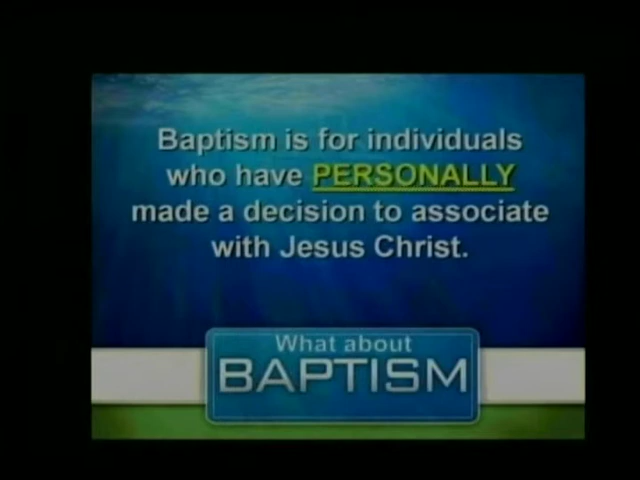 Baptism is for individuals
who have PERSONALLY
made a decision to associate
with Jesus Christ.
What about
BAPTISM